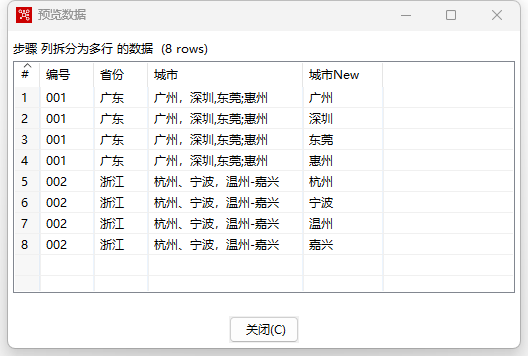 预览数据
步骤 列拆分为多行 的数据 (8 rows)
# 编号 省份 城市 城市New
1 001 广东 广州，深圳,东莞;惠州 广州
2 001 广东 广州，深圳,东莞;惠州 深圳
3 001 广东 广州，深圳,东莞;惠州 东莞
4 001 广东 广州，深圳,东莞;惠州 惠州
5 002 浙江 杭州、宁波，温州-嘉兴 杭州
6 002 浙江 杭州、宁波，温州-嘉兴 宁波
7 002 浙江 杭州、宁波，温州-嘉兴 温州
8 002 浙江 杭州、宁波，温州-嘉兴 嘉兴
关闭(C)